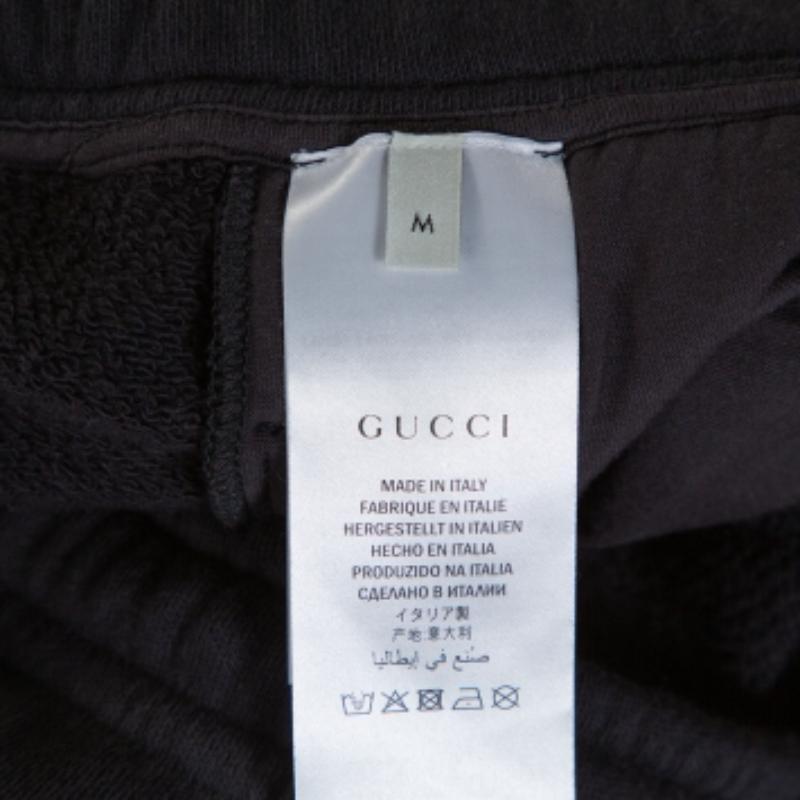 M
GUCCI
MADE IN ITALY
FABRIQUE EN ITALIE
HERGESTELLT IN ITALIEN
HECHO EN ITALIA
PRODUZIDO NA ITALIA
СДЕЛАНО В ИТАЛИИ
イタリア製
产地:意大利
صُنع في إيطاليا